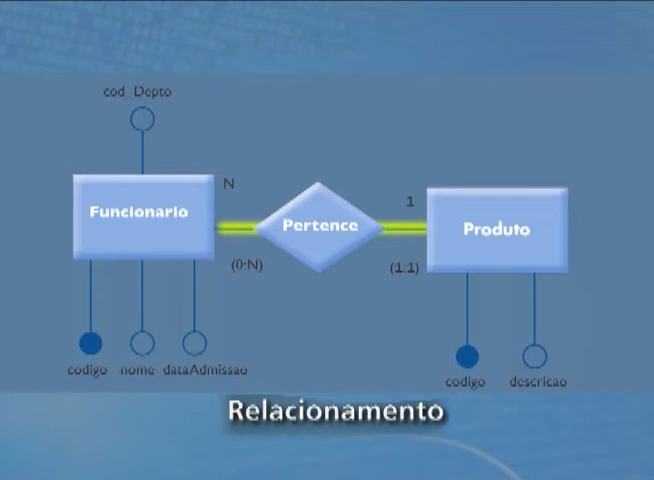 cod_Depto
N
1
Funcionario
Pertence
Produto
(0:N)
(1:1)
codigo
nome
dataAdmissao
codigo
descricao
Relacionamento